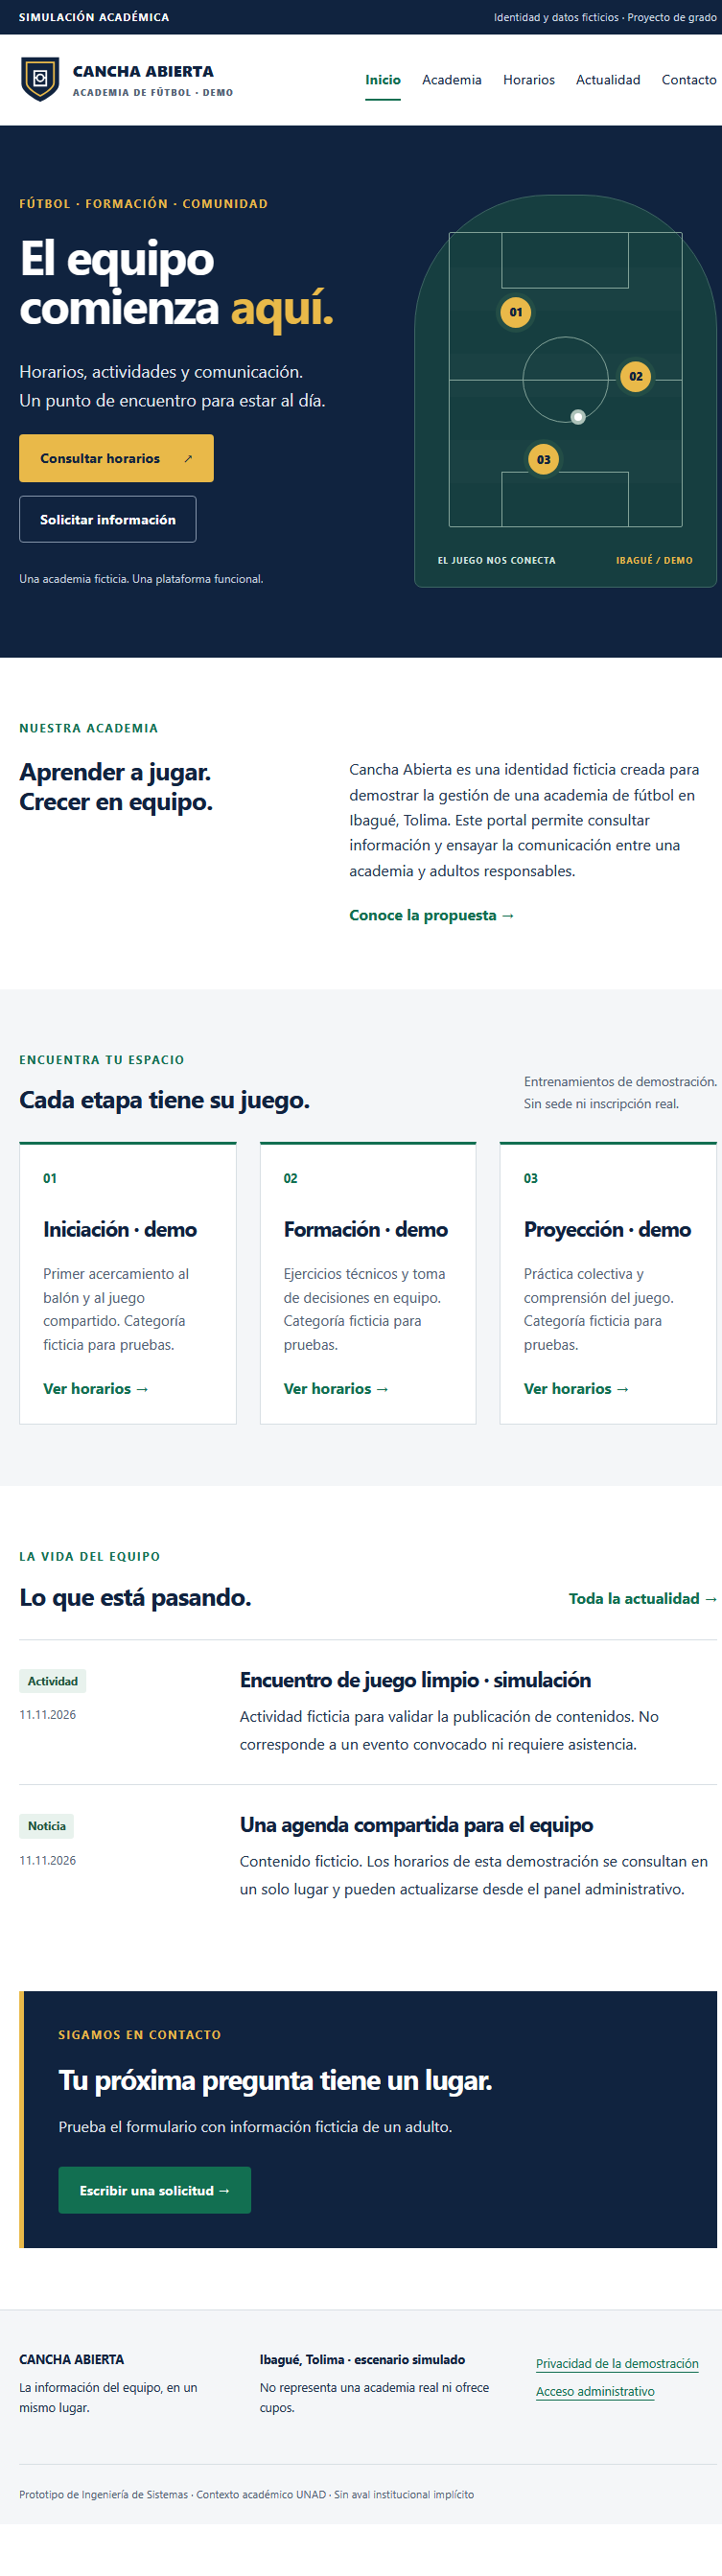 SIMULACIÓN ACADÉMICA
Identidad y datos ficticios · Proyecto de grado
CANCHA ABIERTA
ACADEMIA DE FÚTBOL · DEMO
Inicio Academia Horarios Actualidad Contacto
FÚTBOL · FORMACIÓN · COMUNIDAD
El equipo
comienza aquí.
Horarios, actividades y comunicación.
Un punto de encuentro para estar al día.
Consultar horarios ↗
Solicitar información
Una academia ficticia. Una plataforma funcional.
01
02
03
EL JUEGO NOS CONECTA
IBAGUÉ / DEMO
NUESTRA ACADEMIA
Aprender a jugar.
Crecer en equipo.
Cancha Abierta es una identidad ficticia creada para
demostrar la gestión de una academia de fútbol en
Ibagué, Tolima. Este portal permite consultar
información y ensayar la comunicación entre una
academia y adultos responsables.
Conoce la propuesta →
ENCUENTRA TU ESPACIO
Cada etapa tiene su juego.
Entrenamientos de demostración.
Sin sede ni inscripción real.
01
Iniciación · demo
Primer acercamiento al
balón y al juego
compartido. Categoría
ficticia para pruebas.
Ver horarios →
02
Formación · demo
Ejercicios técnicos y toma
de decisiones en equipo.
Categoría ficticia para
pruebas.
Ver horarios →
03
Proyección · demo
Práctica colectiva y
comprensión del juego.
Categoría ficticia para
pruebas.
Ver horarios →
LA VIDA DEL EQUIPO
Lo que está pasando.
Toda la actualidad →
Actividad
11.11.2026
Encuentro de juego limpio · simulación
Actividad ficticia para validar la publicación de contenidos. No
corresponde a un evento convocado ni requiere asistencia.
Noticia
11.11.2026
Una agenda compartida para el equipo
Contenido ficticio. Los horarios de esta demostración se consultan en
un solo lugar y pueden actualizarse desde el panel administrativo.
SIGAMOS EN CONTACTO
Tu próxima pregunta tiene un lugar.
Prueba el formulario con información ficticia de un adulto.
Escribir una solicitud →
CANCHA ABIERTA
La información del equipo, en un
mismo lugar.
Ibagué, Tolima · escenario simulado
No representa una academia real ni ofrece
cupos.
Privacidad de la demostración
Acceso administrativo
Prototipo de Ingeniería de Sistemas · Contexto académico UNAD · Sin aval institucional implícito